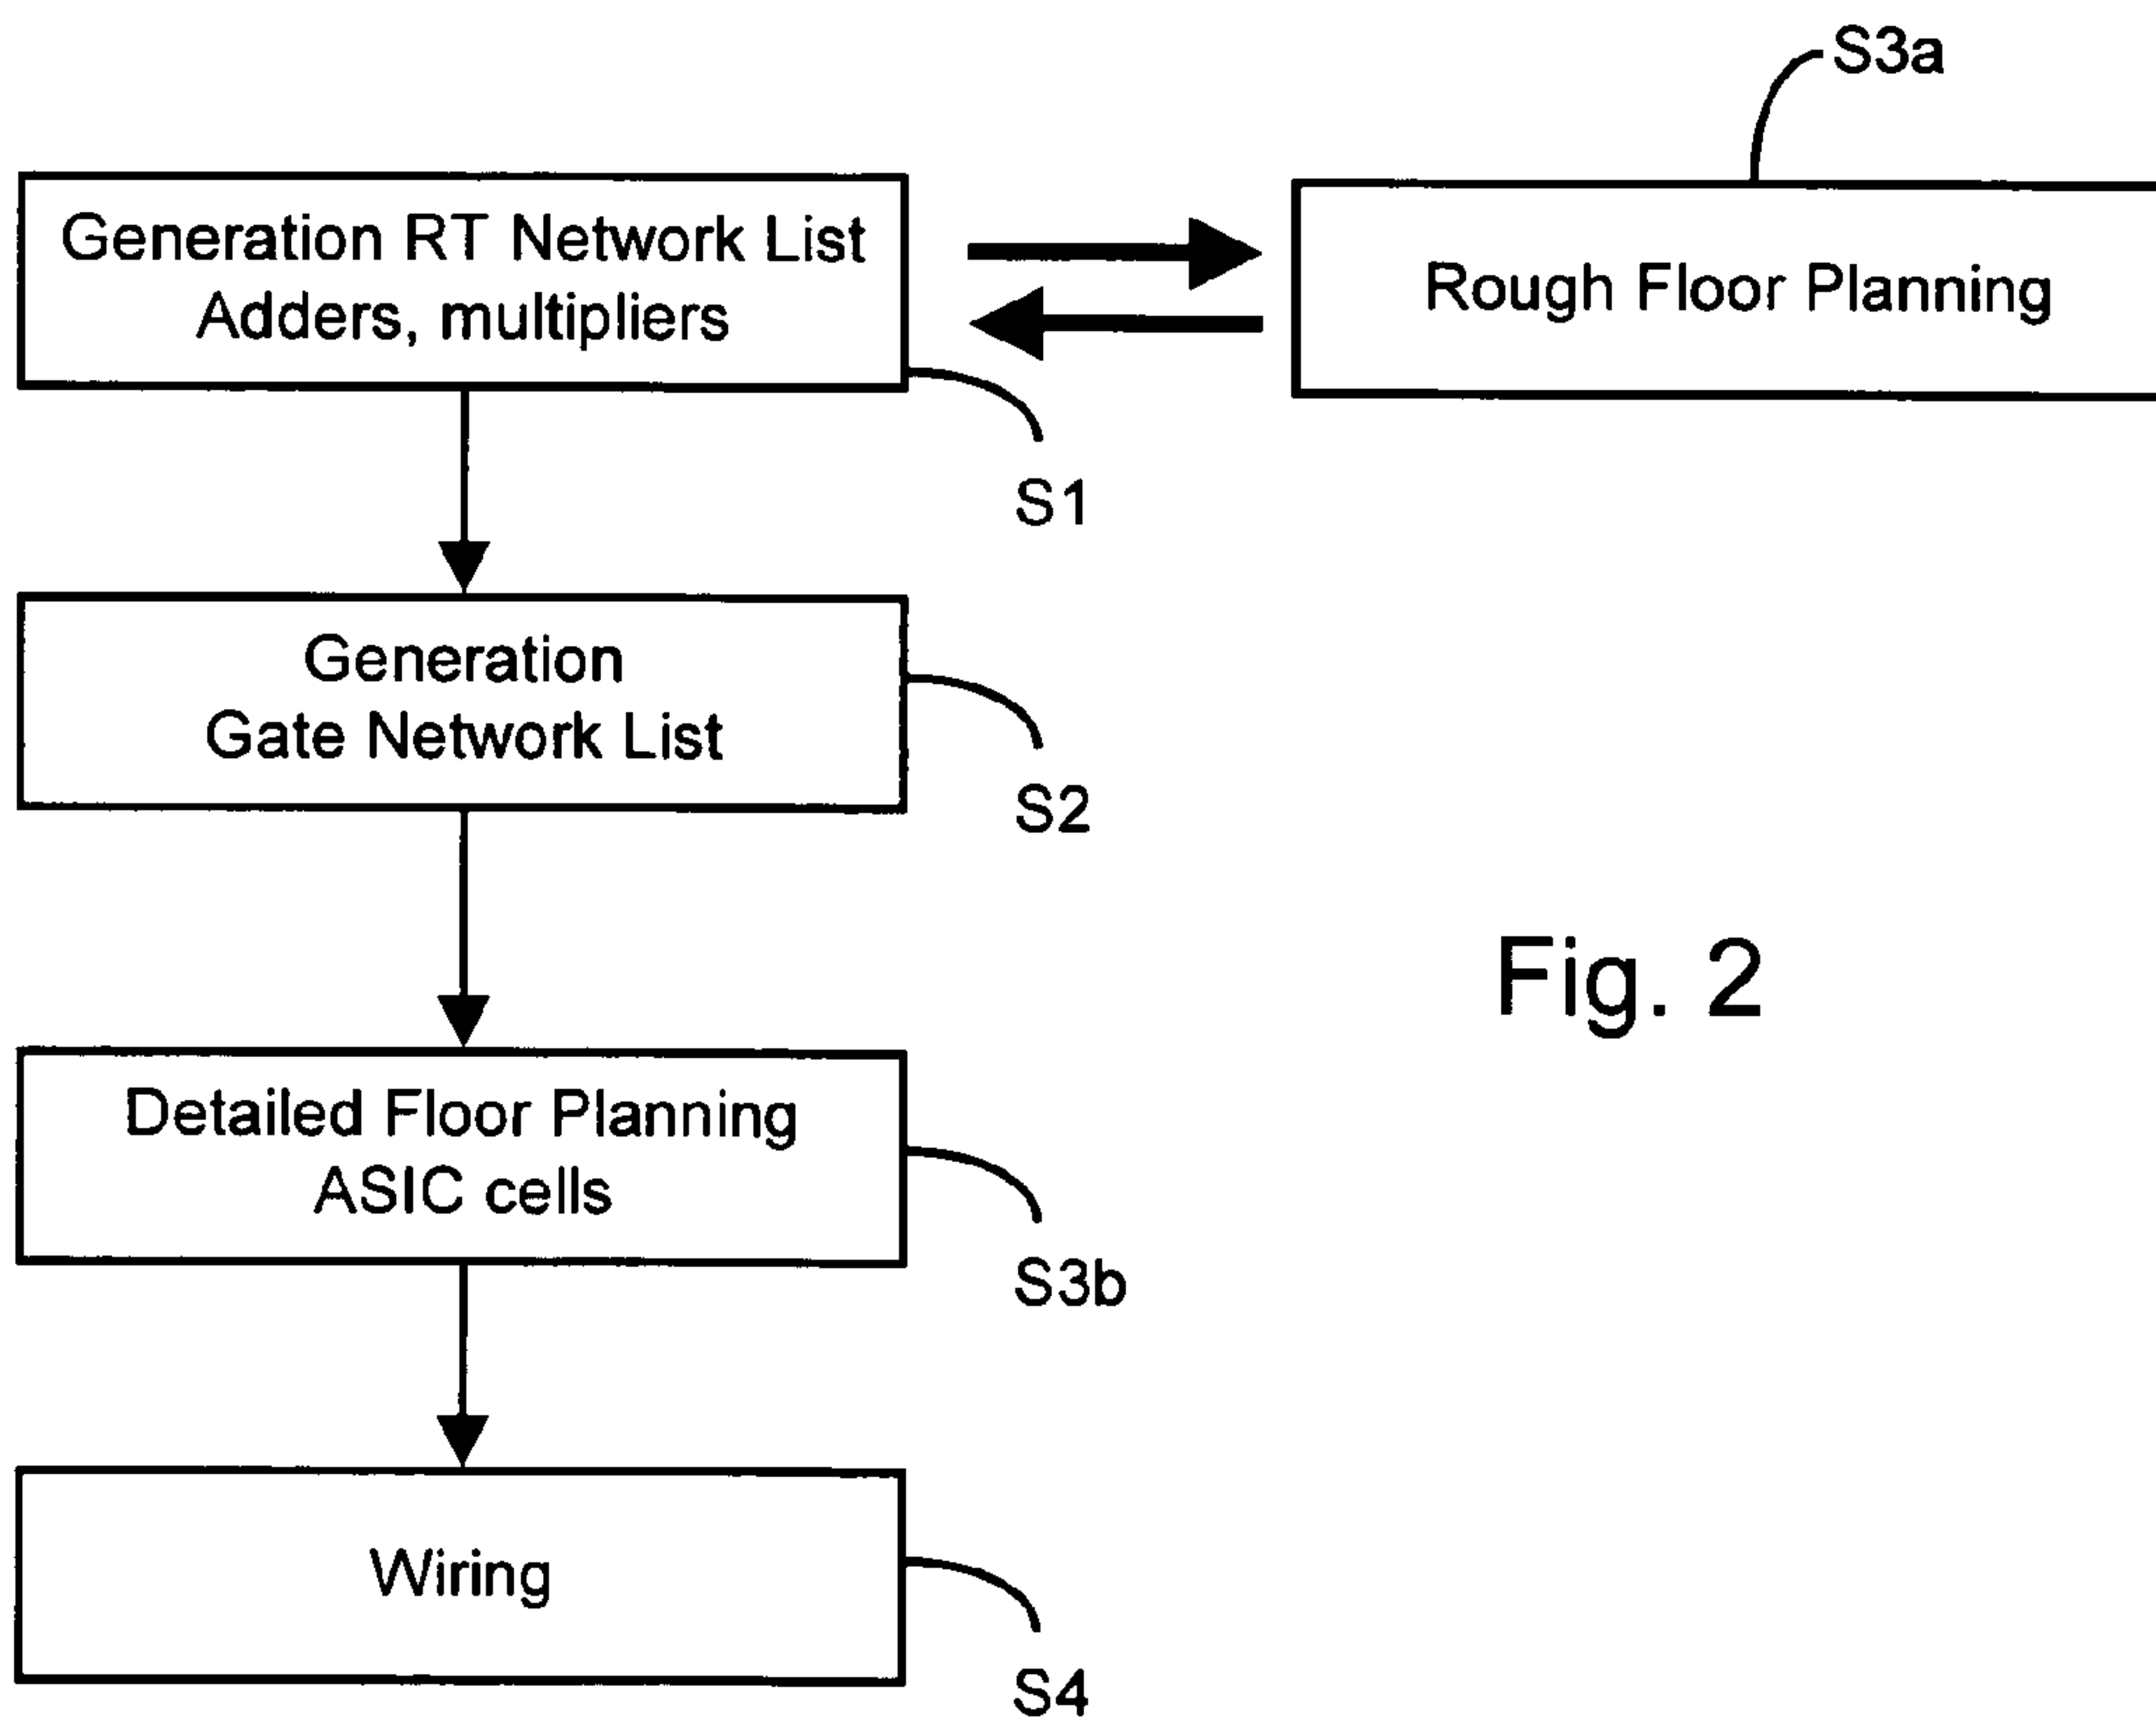 S3a
Generation RT Network List
Adders, multipliers
Rough Floor Planning
S1
Generation
Gate Network List
S2
Fig. 2
Detailed Floor Planning
ASIC cells
S3b
Wiring
S4